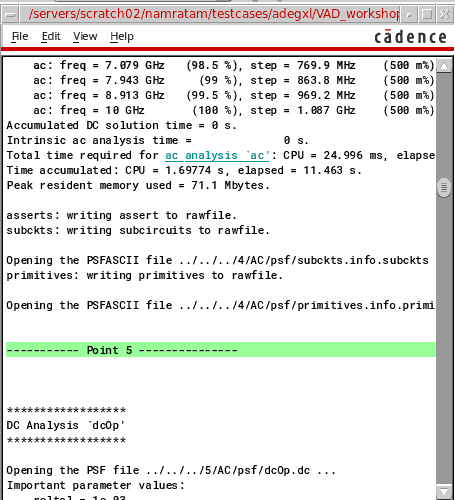 /servers/scratch02/namratam/testcases/adegxl/VAD_workshop
File Edit View Help cādence
ac: freq = 7.079 GHz (98.5 %), step = 769.9 MHz (500 m%)
ac: freq = 7.943 GHz (99 %), step = 863.8 MHz (500 m%)
ac: freq = 8.913 GHz (99.5 %), step = 969.2 MHz (500 m%)
ac: freq = 10 GHz (100 %), step = 1.087 GHz (500 m%)
Accumulated DC solution time = 0 s.
Intrinsic ac analysis time = 0 s.
Total time required for ac analysis `ac': CPU = 24.996 ms, elapse
Time accumulated: CPU = 1.69774 s, elapsed = 11.463 s.
Peak resident memory used = 71.1 Mbytes.
asserts: writing assert to rawfile.
subckts: writing subcircuits to rawfile.
Opening the PSFASCII file ../../../4/AC/psf/subckts.info.subckts
primitives: writing primitives to rawfile.
Opening the PSFASCII file ../../../4/AC/psf/primitives.info.primi
----------- Point 5 ---------------
******************
DC Analysis `dcOp'
******************
Opening the PSF file ../../../5/AC/psf/dcOp.dc ...
Important parameter values:
reltol = 1e-03